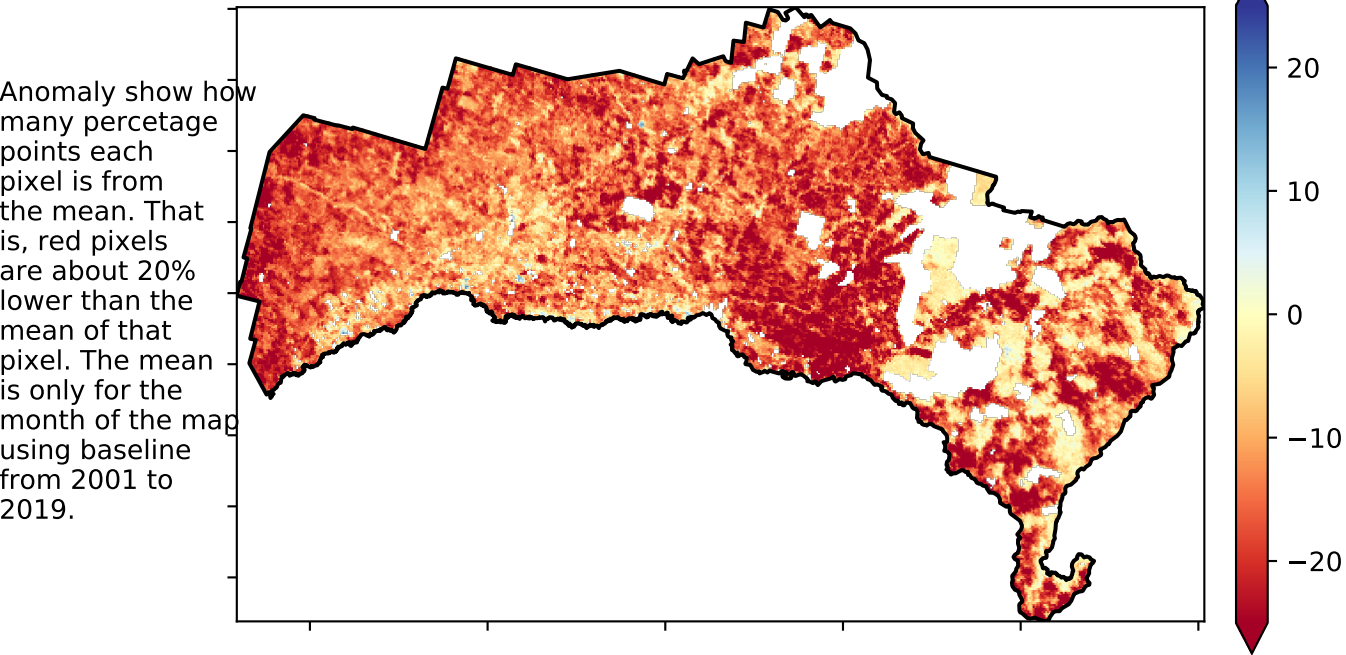 Anomaly show how
many percetage
points each
pixel is from
the mean. That
is, red pixels
are about 20%
lower than the
mean of that
pixel. The mean
is only for the
month of the map
using baseline
from 2001 to
2019.
20
10
0
−10
−20